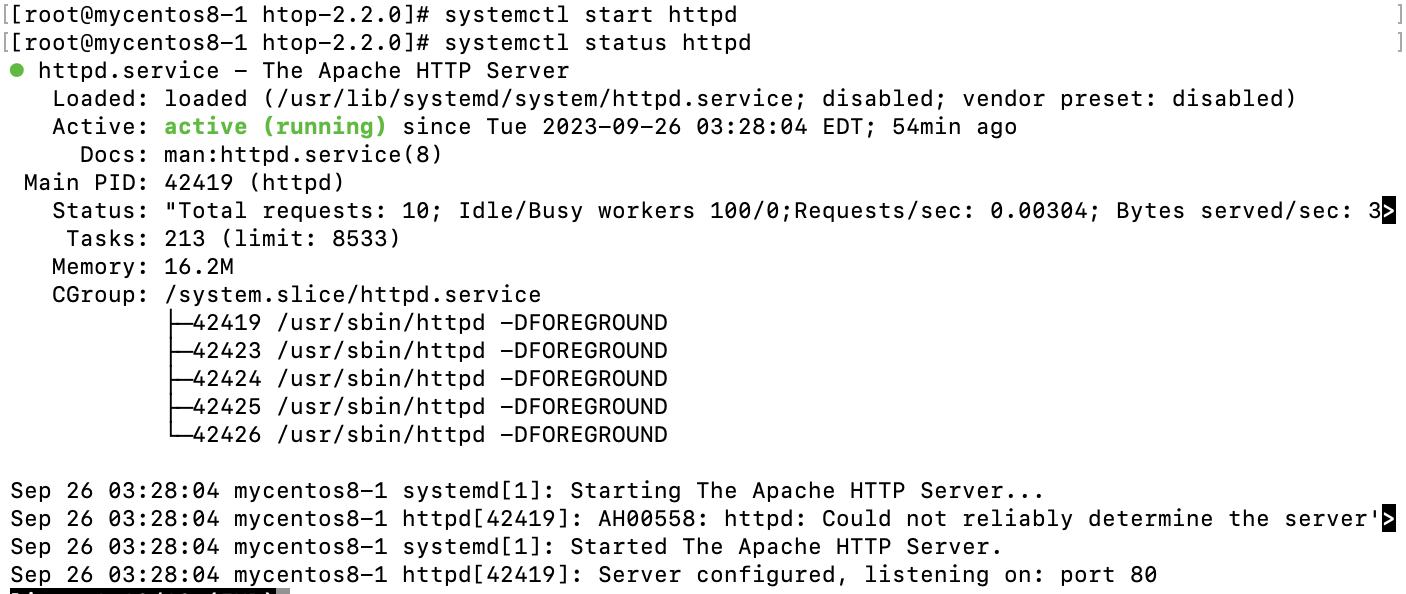 [[root@mycentos8-1 htop-2.2.0]# systemctl start httpd ]
[[root@mycentos8-1 htop-2.2.0]# systemctl status httpd ]
● httpd.service – The Apache HTTP Server
Loaded: loaded (/usr/lib/systemd/system/httpd.service; disabled; vendor preset: disabled)
Active: active (running) since Tue 2023-09-26 03:28:04 EDT; 54min ago
Docs: man:httpd.service(8)
Main PID: 42419 (httpd)
Status: "Total requests: 10; Idle/Busy workers 100/0;Requests/sec: 0.00304; Bytes served/sec: 3>
Tasks: 213 (limit: 8533)
Memory: 16.2M
CGroup: /system.slice/httpd.service
├─42419 /usr/sbin/httpd -DFOREGROUND
├─42423 /usr/sbin/httpd -DFOREGROUND
├─42424 /usr/sbin/httpd -DFOREGROUND
├─42425 /usr/sbin/httpd -DFOREGROUND
└─42426 /usr/sbin/httpd -DFOREGROUND
Sep 26 03:28:04 mycentos8-1 systemd[1]: Starting The Apache HTTP Server...
Sep 26 03:28:04 mycentos8-1 httpd[42419]: AH00558: httpd: Could not reliably determine the server'>
Sep 26 03:28:04 mycentos8-1 systemd[1]: Started The Apache HTTP Server.
Sep 26 03:28:04 mycentos8-1 httpd[42419]: Server configured, listening on: port 80